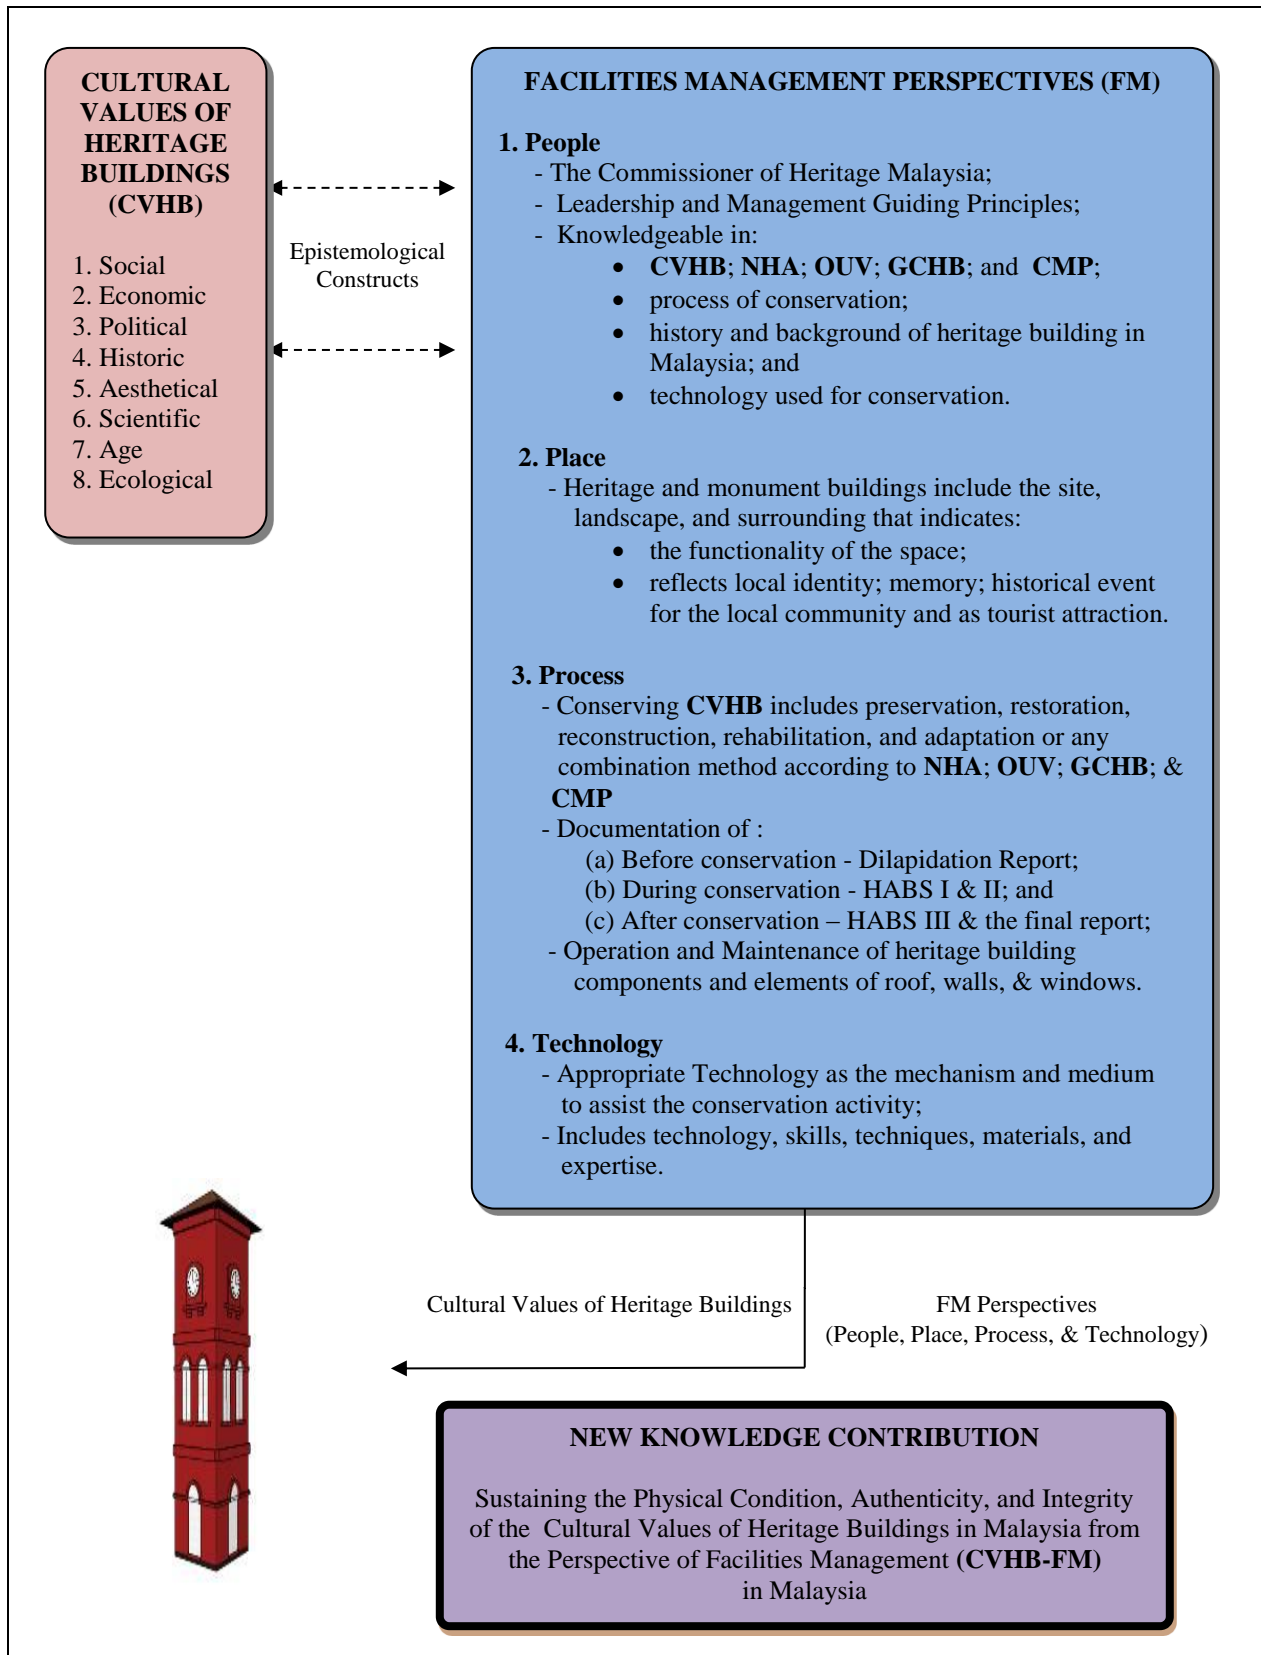 CULTURAL
VALUES OF
HERITAGE
BUILDINGS
(CVHB)
1. Social
2. Economic
3. Political
4. Historic
5. Aesthetical
6. Scientific
7. Age
8. Ecological
Epistemological
Constructs
FACILITIES MANAGEMENT PERSPECTIVES (FM)
1. People
- The Commissioner of Heritage Malaysia;
- Leadership and Management Guiding Principles;
- Knowledgeable in:
• CVHB; NHA; OUV; GCHB; and CMP;
• process of conservation;
• history and background of heritage building in
Malaysia; and
• technology used for conservation.
2. Place
- Heritage and monument buildings include the site,
landscape, and surrounding that indicates:
• the functionality of the space;
• reflects local identity; memory; historical event
for the local community and as tourist attraction.
3. Process
- Conserving CVHB includes preservation, restoration,
reconstruction, rehabilitation, and adaptation or any
combination method according to NHA; OUV; GCHB; &
CMP
- Documentation of :
(a) Before conservation - Dilapidation Report;
(b) During conservation - HABS I & II; and
(c) After conservation – HABS III & the final report;
- Operation and Maintenance of heritage building
components and elements of roof, walls, & windows.
4. Technology
- Appropriate Technology as the mechanism and medium
to assist the conservation activity;
- Includes technology, skills, techniques, materials, and
expertise.
Cultural Values of Heritage Buildings
FM Perspectives
(People, Place, Process, & Technology)
NEW KNOWLEDGE CONTRIBUTION
Sustaining the Physical Condition, Authenticity, and Integrity
of the Cultural Values of Heritage Buildings in Malaysia from
the Perspective of Facilities Management (CVHB-FM)
in Malaysia